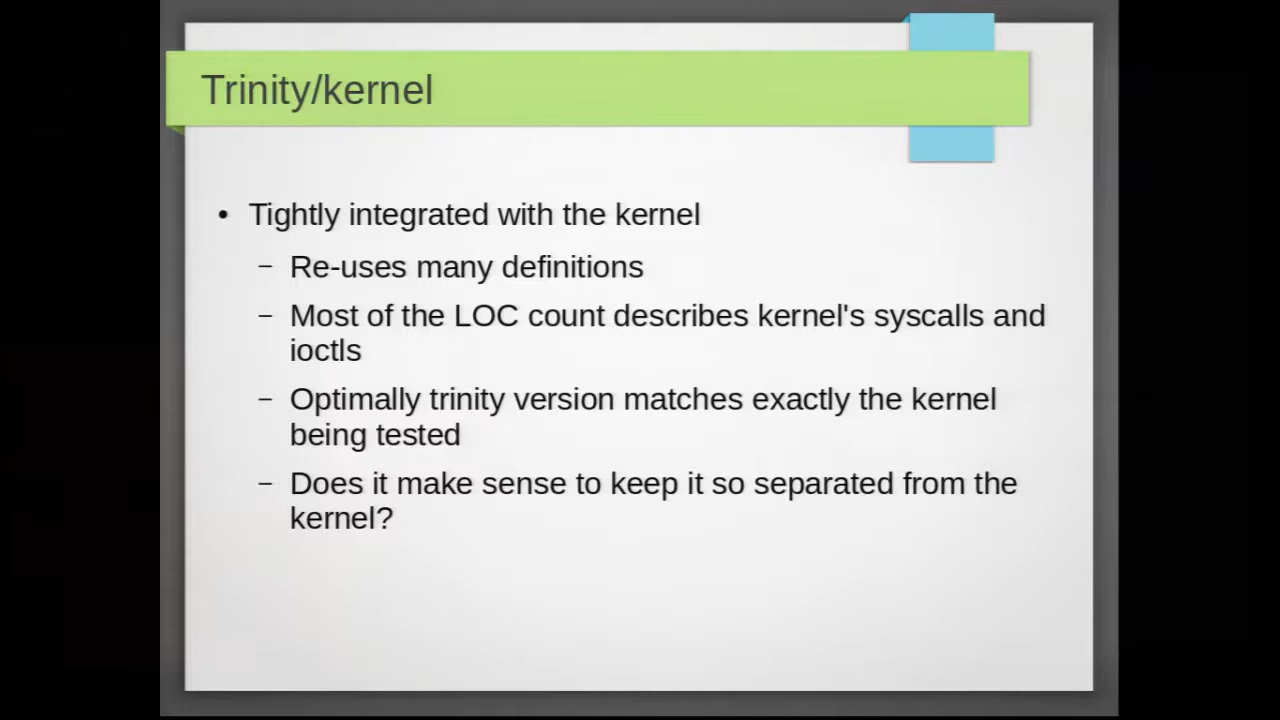 Trinity/kernel
• Tightly integrated with the kernel
– Re-uses many definitions
– Most of the LOC count describes kernel's syscalls and
ioctls
– Optimally trinity version matches exactly the kernel
being tested
– Does it make sense to keep it so separated from the
kernel?